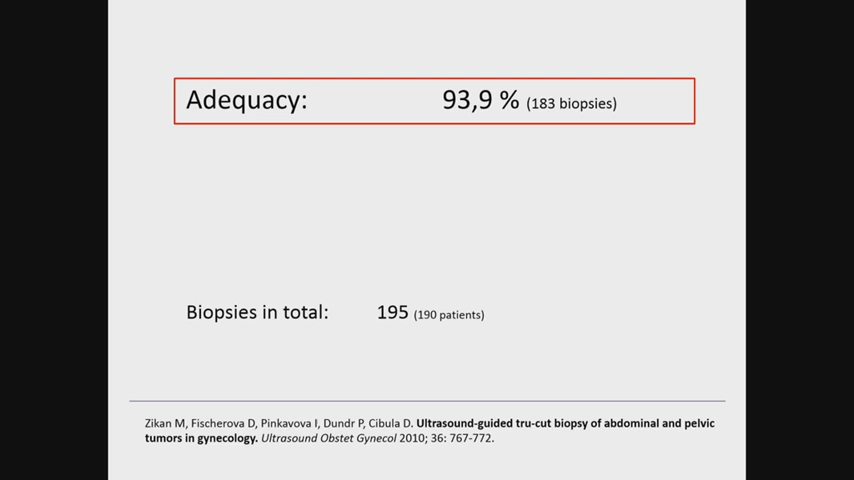 Adequacy: 93,9 % (183 biopsies)
Biopsies in total: 195 (190 patients)
Zikan M, Fischerova D, Pinkavova I, Dundr P, Cibula D. Ultrasound-guided tru-cut biopsy of abdominal and pelvic
tumors in gynecology. Ultrasound Obstet Gynecol 2010; 36: 767-772.